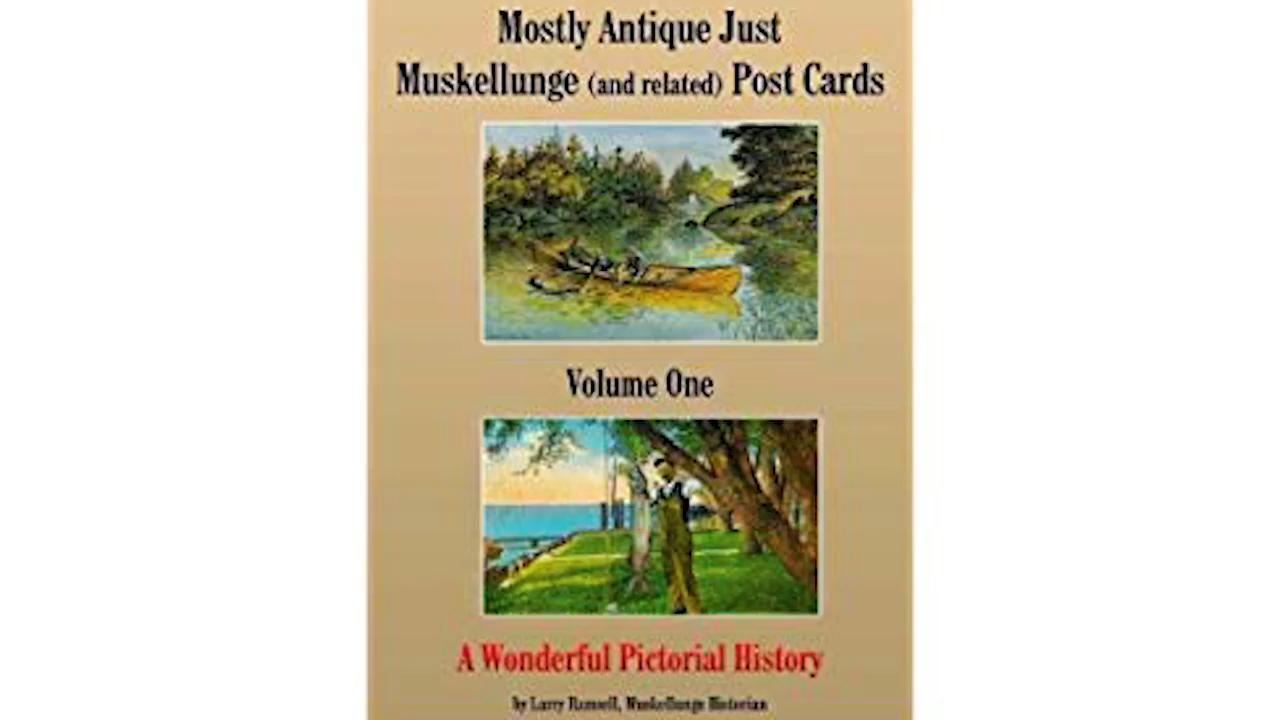 Mostly Antique Just
Muskellunge (and related) Post Cards
Volume One
A Wonderful Pictorial History
by Larry Ramsell, Muskellunge Historian